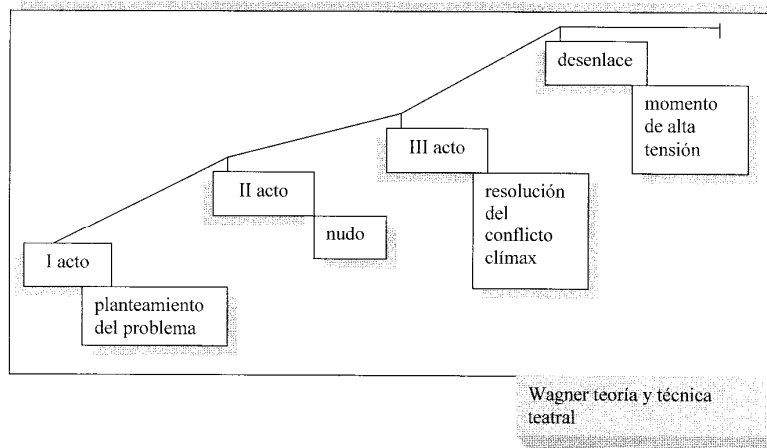 I acto
planteamiento
del problema
II acto
nudo
III acto
resolución
del
conflicto
clímax
desenlace
momento
de alta
tensión
Wagner teoría y técnica
teatral